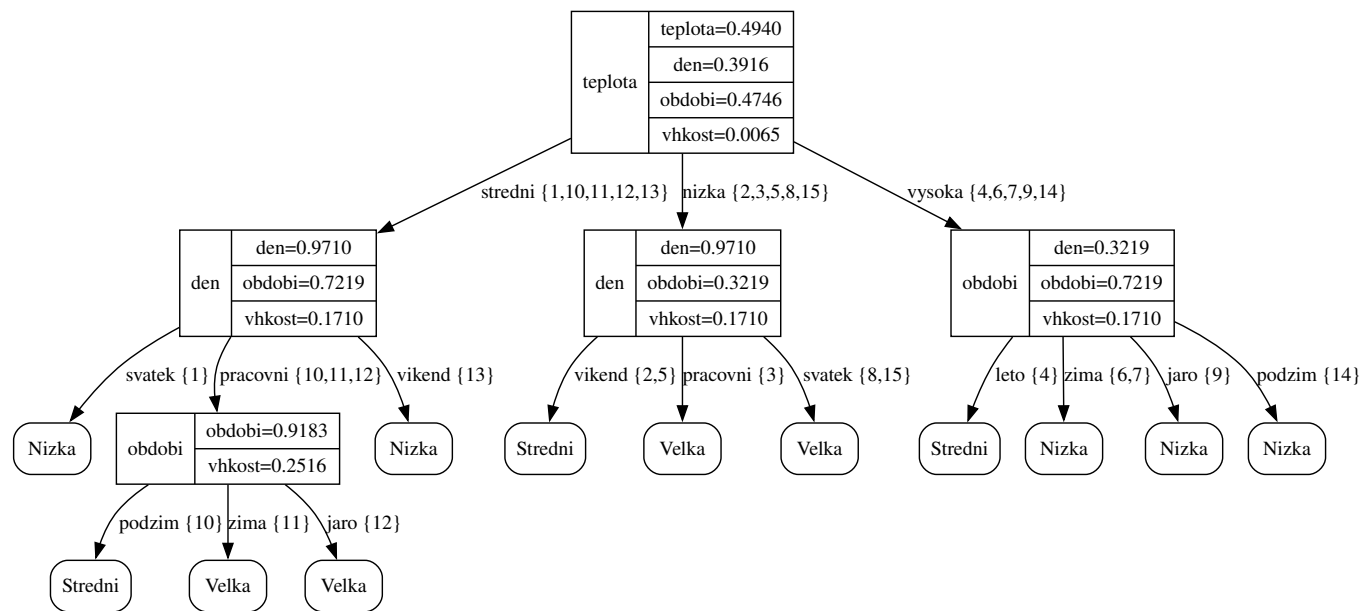 teplota
teplota=0.4940
den=0.3916
obdobi=0.4746
vhkost=0.0065
stredni {1,10,11,12,13}
nizka {2,3,5,8,15}
vysoka {4,6,7,9,14}
den
den=0.9710
obdobi=0.7219
vhkost=0.1710
den
den=0.9710
obdobi=0.3219
vhkost=0.1710
obdobi
den=0.3219
obdobi=0.7219
vhkost=0.1710
svatek {1}
pracovni {10,11,12}
vikend {13}
vikend {2,5}
pracovni {3}
svatek {8,15}
leto {4}
zima {6,7}
jaro {9}
podzim {14}
Nizka
obdobi
obdobi=0.9183
vhkost=0.2516
Nizka
Stredni
Velka
Velka
Stredni
Nizka
Nizka
Nizka
podzim {10}
zima {11}
jaro {12}
Stredni
Velka
Velka